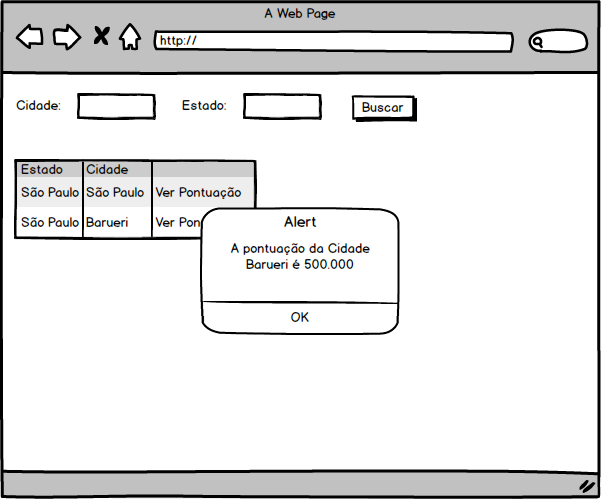 A Web Page
http://
Cidade: Estado: Buscar
Estado Cidade
São Paulo São Paulo Ver Pontuação
São Paulo Barueri Ver Pon
Alert
A pontuação da Cidade
Barueri é 500.000
OK